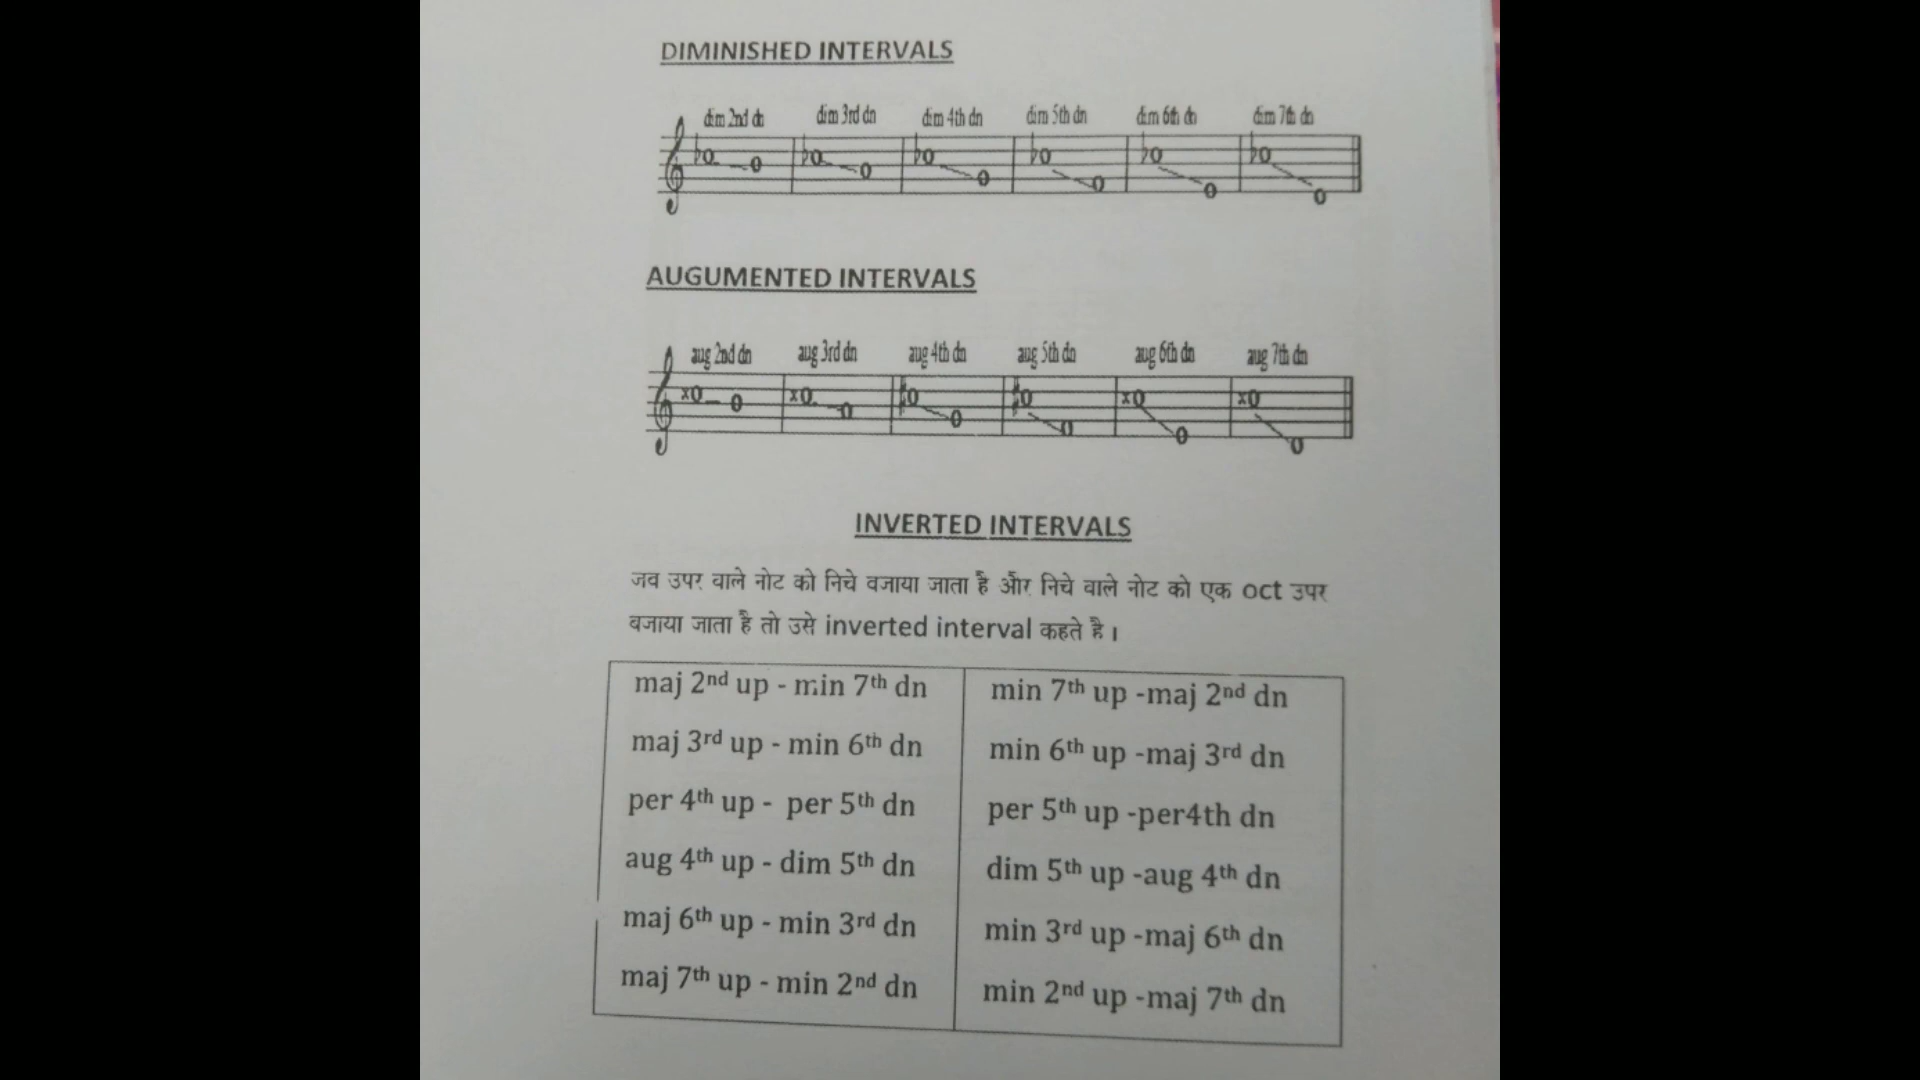 DIMINISHED INTERVALS
dim 2nd dn dim 3rd dn dim 4th dn dim 5th dn dim 6th dn dim 7th dn
AUGUMENTED INTERVALS
aug 2nd dn aug 3rd dn aug 4th dn aug 5th dn aug 6th dn aug 7th dn
INVERTED INTERVALS
जव उपर वाले नोट को निचे वजाया जाता है और निचे वाले नोट को एक oct उपर
वजाया जाता है तो उसे inverted interval कहते है।
maj 2nd up - min 7th dn min 7th up -maj 2nd dn
maj 3rd up - min 6th dn min 6th up -maj 3rd dn
per 4th up - per 5th dn per 5th up -per4th dn
aug 4th up - dim 5th dn dim 5th up -aug 4th dn
maj 6th up - min 3rd dn min 3rd up -maj 6th dn
maj 7th up - min 2nd dn min 2nd up -maj 7th dn